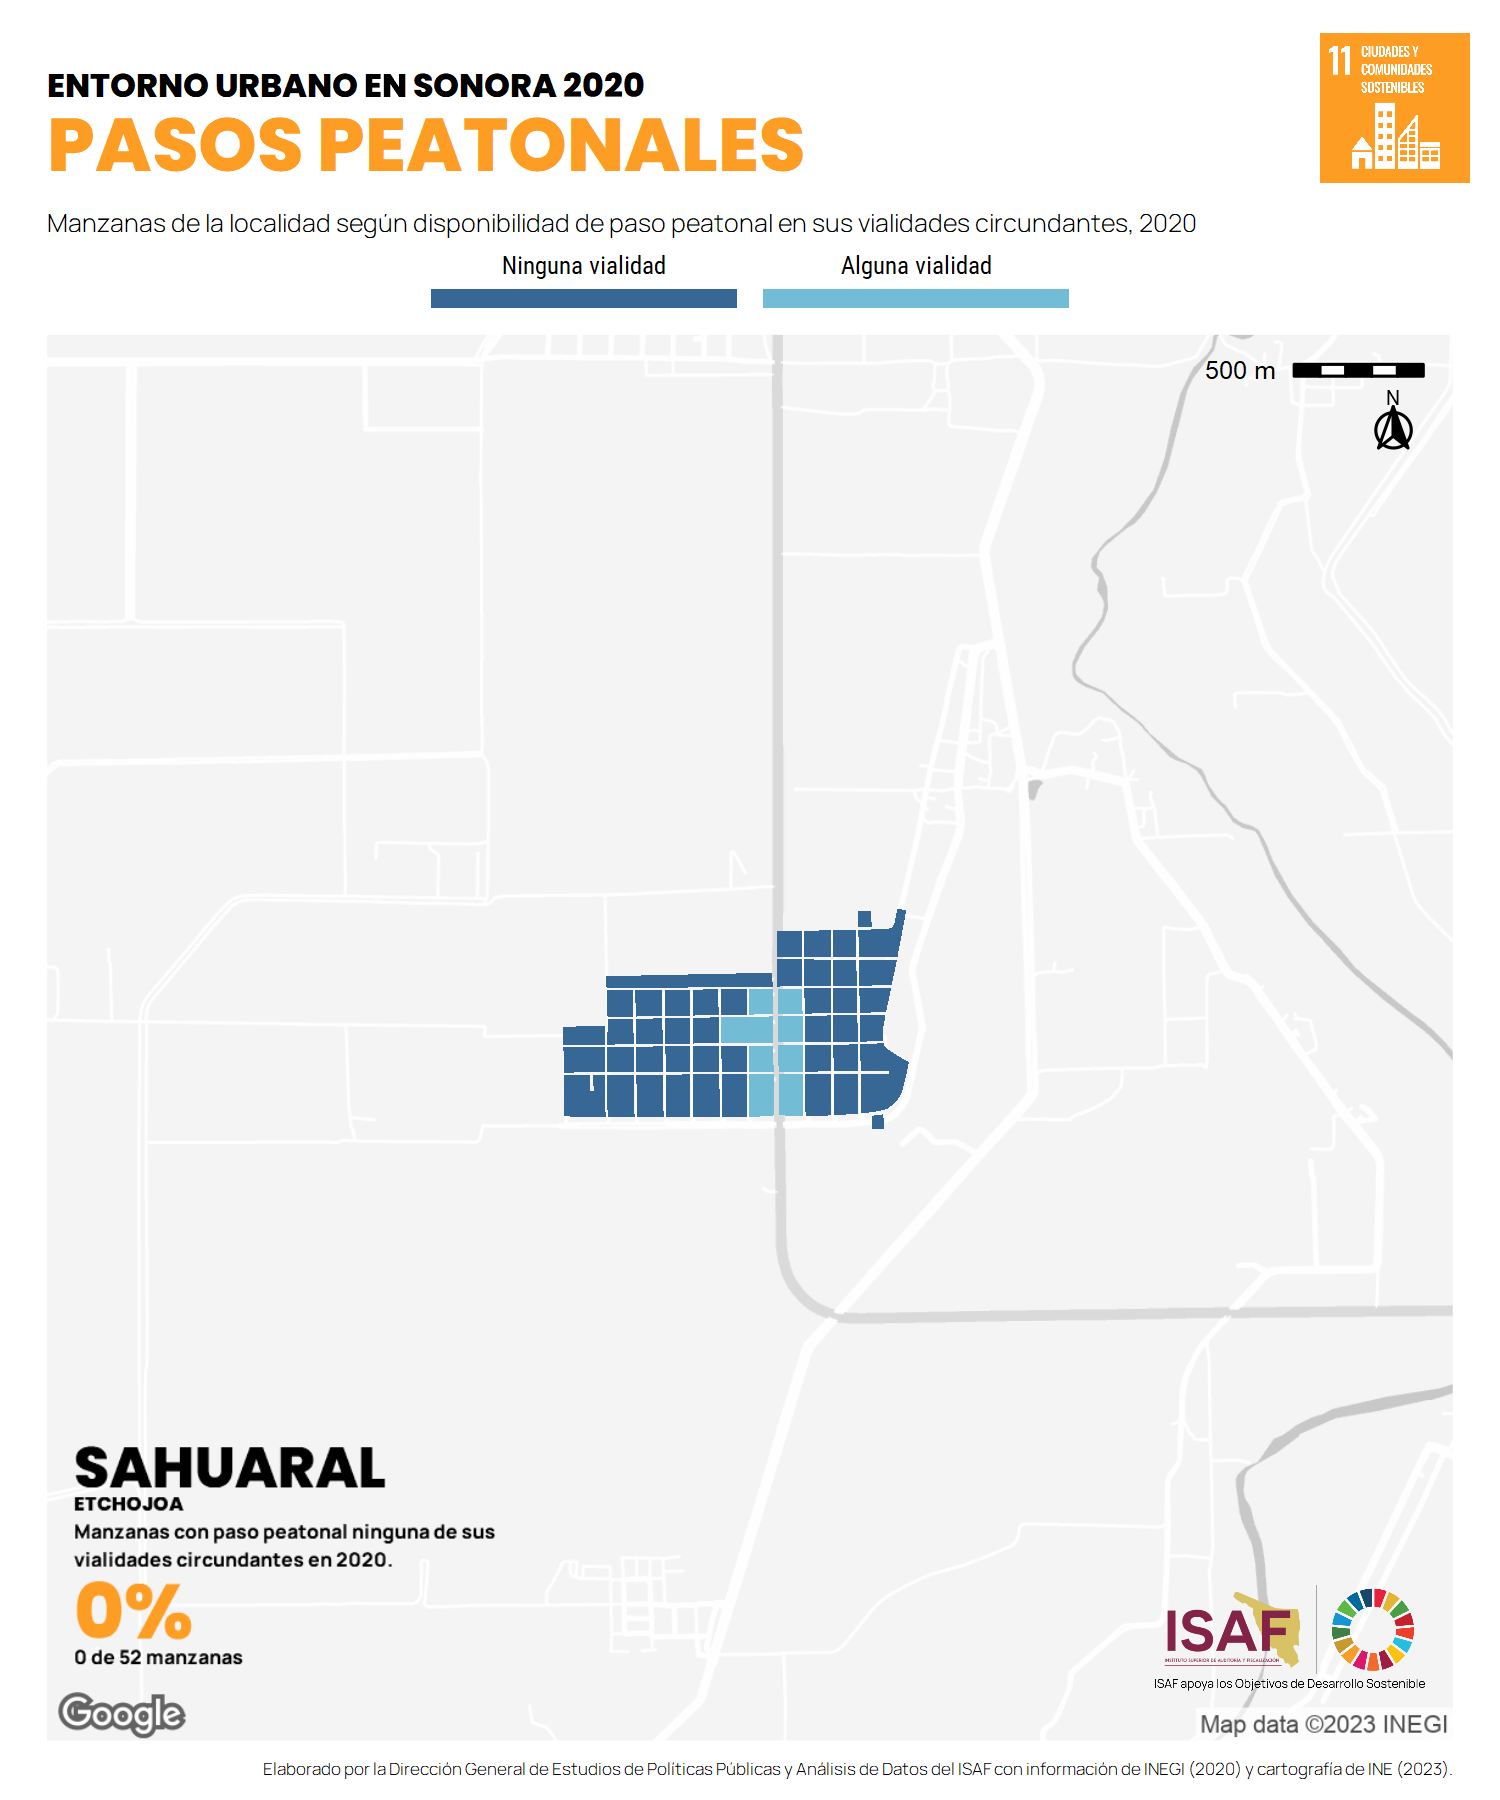 ENTORNO URBANO EN SONORA 2020
PASOS PEATONALES
11 CIUDADES Y
COMUNIDADES
SOSTENIBLES
Manzanas de la localidad según disponibilidad de paso peatonal en sus vialidades circundantes, 2020
Ninguna vialidad
Alguna vialidad
500 m
N
SAHUARAL
ETCHOJOA
Manzanas con paso peatonal ninguna de sus
vialidades circundantes en 2020.
0%
0 de 52 manzanas
ISAF
INSTITUTO SUPERIOR DE AUDITORÍA Y FISCALIZACIÓN
ISAF apoya los Objetivos de Desarrollo Sostenible
Google
Map data ©2023 INEGI
Elaborado por la Dirección General de Estudios de Políticas Públicas y Análisis de Datos del ISAF con información de INEGI (2020) y cartografía de INE (2023).